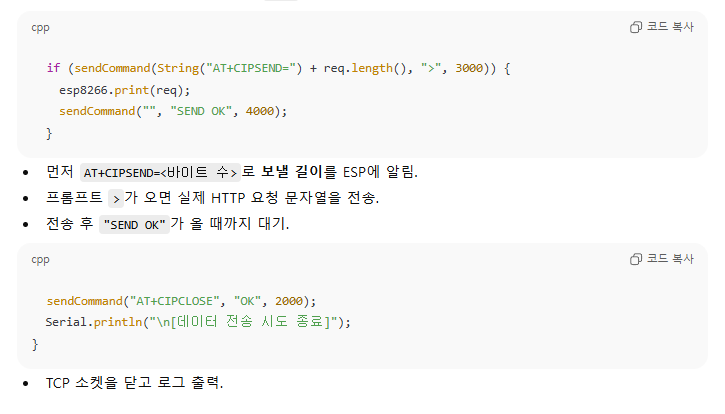 cpp
코드 복사
if (sendCommand(String("AT+CIPSEND=") + req.length(), ">", 3000)) {
esp8266.print(req);
sendCommand("", "SEND OK", 4000);
}
• 먼저 AT+CIPSEND=<바이트 수>로 보낼 길이를 ESP에 알림.
• 프롬프트 >가 오면 실제 HTTP 요청 문자열을 전송.
• 전송 후 "SEND OK"가 올 때까지 대기.
cpp
코드 복사
sendCommand("AT+CIPCLOSE", "OK", 2000);
Serial.println("\n[데이터 전송 시도 종료]");
}
• TCP 소켓을 닫고 로그 출력.